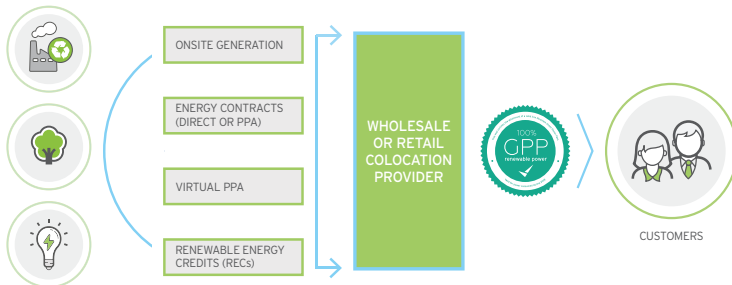 ONSITE GENERATION
ENERGY CONTRACTS
(DIRECT OR PPA)
VIRTUAL PPA
RENEWABLE ENERGY
CREDITS (RECs)
WHOLESALE
OR RETAIL
COLOCATION
PROVIDER
100%
GPP
renewable power
CUSTOMERS